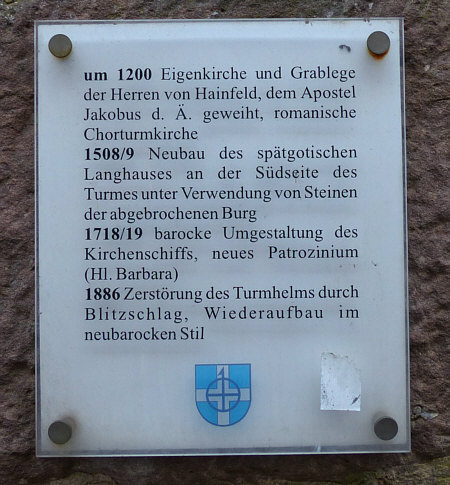 um 1200 Eigenkirche und Grablege
der Herren von Hainfeld, dem Apostel
Jakobus d. Ä. geweiht, romanische
Chorturmkirche
1508/9 Neubau des spätgotischen
Langhauses an der Südseite des
Turmes unter Verwendung von Steinen
der abgebrochenen Burg
1718/19 barocke Umgestaltung des
Kirchenschiffs, neues Patrozinium
(Hl. Barbara)
1886 Zerstörung des Turmhelms durch
Blitzschlag, Wiederaufbau im
neubarocken Stil